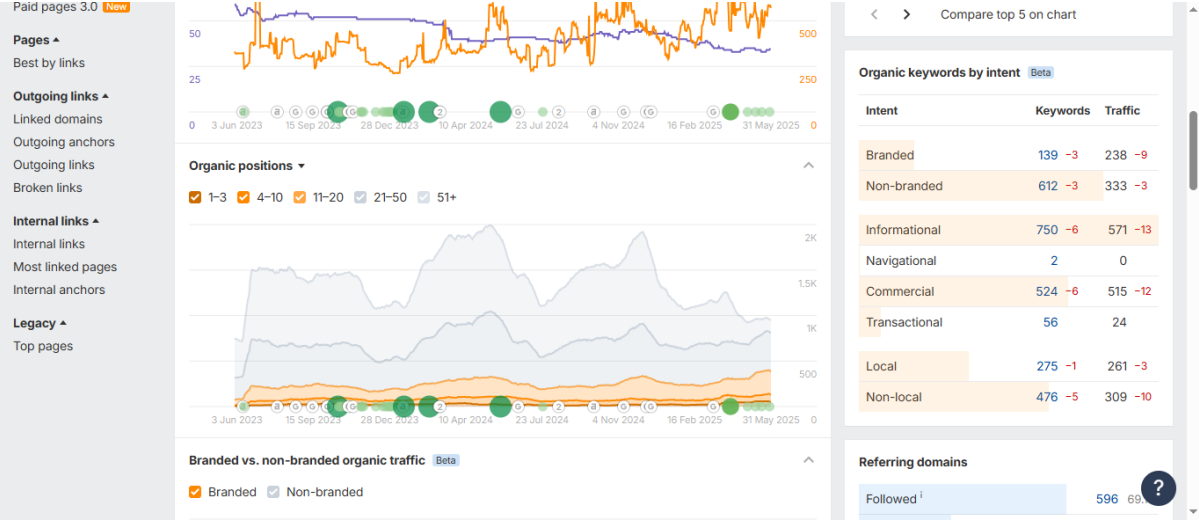 Paid pages 3.0 New
Pages
Best by links
Outgoing links
Linked domains
Outgoing anchors
Outgoing links
Broken links
Internal links
Internal links
Most linked pages
Internal anchors
Legacy
Top pages
50
500
25
250
a G G G G a 2 G 2 a G G G
0 3 Jun 2023 15 Sep 2023 28 Dec 2023 10 Apr 2024 23 Jul 2024 4 Nov 2024 16 Feb 2025 31 May 2025 0
Organic positions
1–3 4–10 11–20 21–50 51+
2K
1.5K
1K
500
a G G G a 2 G 2 a G G G
3 Jun 2023 15 Sep 2023 28 Dec 2023 10 Apr 2024 23 Jul 2024 4 Nov 2024 16 Feb 2025 31 May 2025 0
Branded vs. non-branded organic traffic Beta
Branded Non-branded
Compare top 5 on chart
Organic keywords by intent Beta
Intent Keywords Traffic
Branded 139 −3 238 −9
Non-branded 612 −3 333 −3
Informational 750 −6 571 −13
Navigational 2 0
Commercial 524 −6 515 −12
Transactional 56 24
Local 275 −1 261 −3
Non-local 476 −5 309 −10
Referring domains
Followed i 596 69.
?